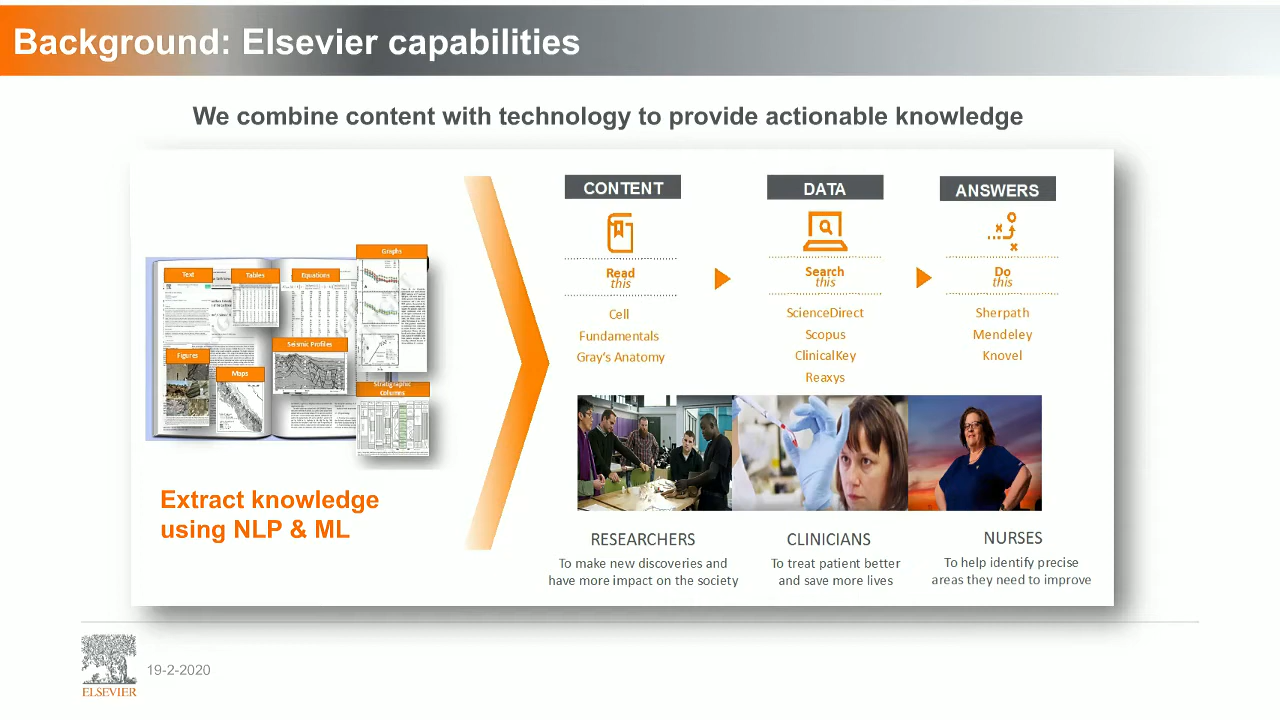 Background: Elsevier capabilities
We combine content with technology to provide actionable knowledge
Text
Tables
Equations
Graphs
Figures
Maps
Seismic Profiles
Stratigraphic
Columns
Extract knowledge
using NLP & ML
CONTENT
Read
this
Cell
Fundamentals
Gray's Anatomy
DATA
Search
this
ScienceDirect
Scopus
ClinicalKey
Reaxys
ANSWERS
Do
this
Sherpath
Mendeley
Knovel
RESEARCHERS
To make new discoveries and
have more impact on the society
CLINICIANS
To treat patient better
and save more lives
NURSES
To help identify precise
areas they need to improve
ELSEVIER
19-2-2020